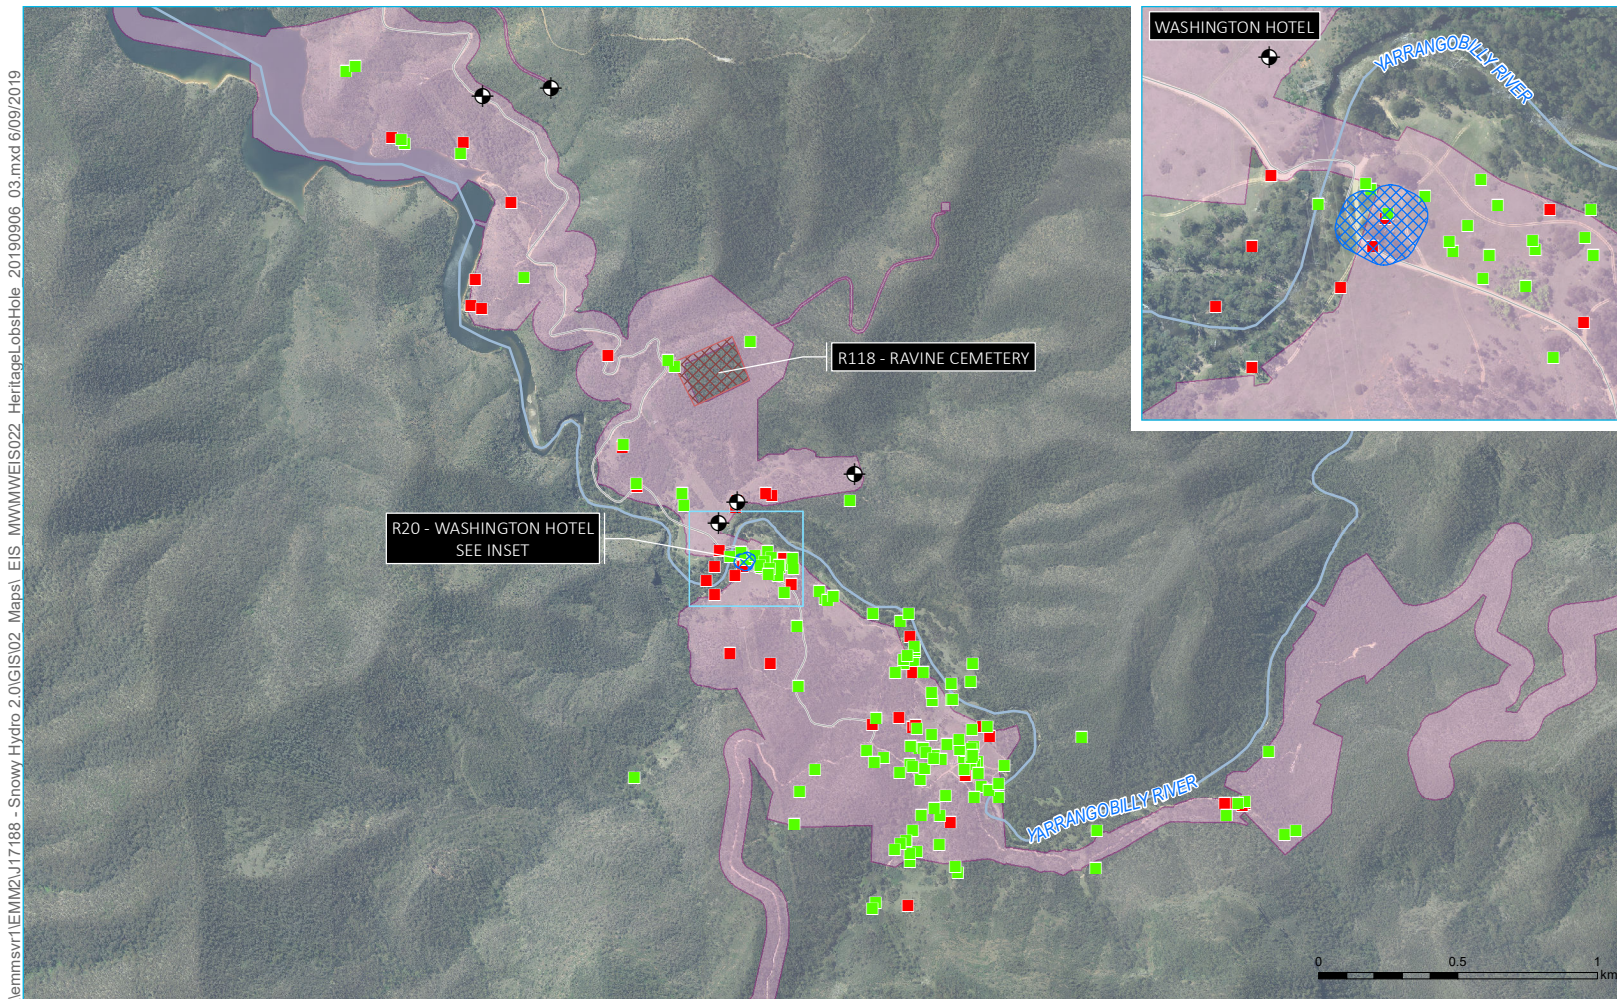 \emmsvr1\EMM2\J17188 - Snowy Hydro 2.0\GIS\02_Maps\_EIS_MWMWEIS022_HeritageLobsHole_20190906_03.mxd 6/09/2019
WASHINGTON HOTEL
YARRANGOBILLY RIVER
R118 - RAVINE CEMETERY
R20 - WASHINGTON HOTEL
SEE INSET
YARRANGOBILLY RIVER
0 0.5 1
km